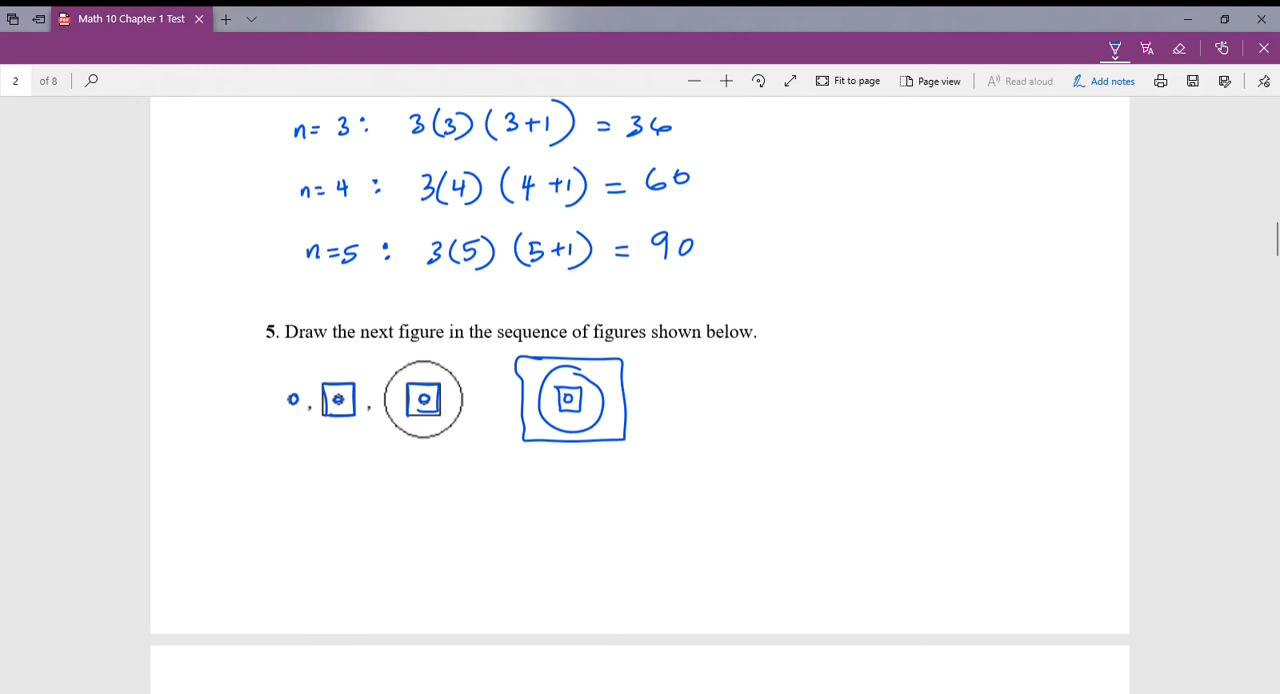 Math 10 Chapter 1 Test
2 of 8
Fit to page
Page view
Read aloud
Add notes
n = 3 : 3(3) (3+1) = 36
n = 4 : 3(4) (4+1) = 60
n = 5 : 3(5) (5+1) = 90
5. Draw the next figure in the sequence of figures shown below.